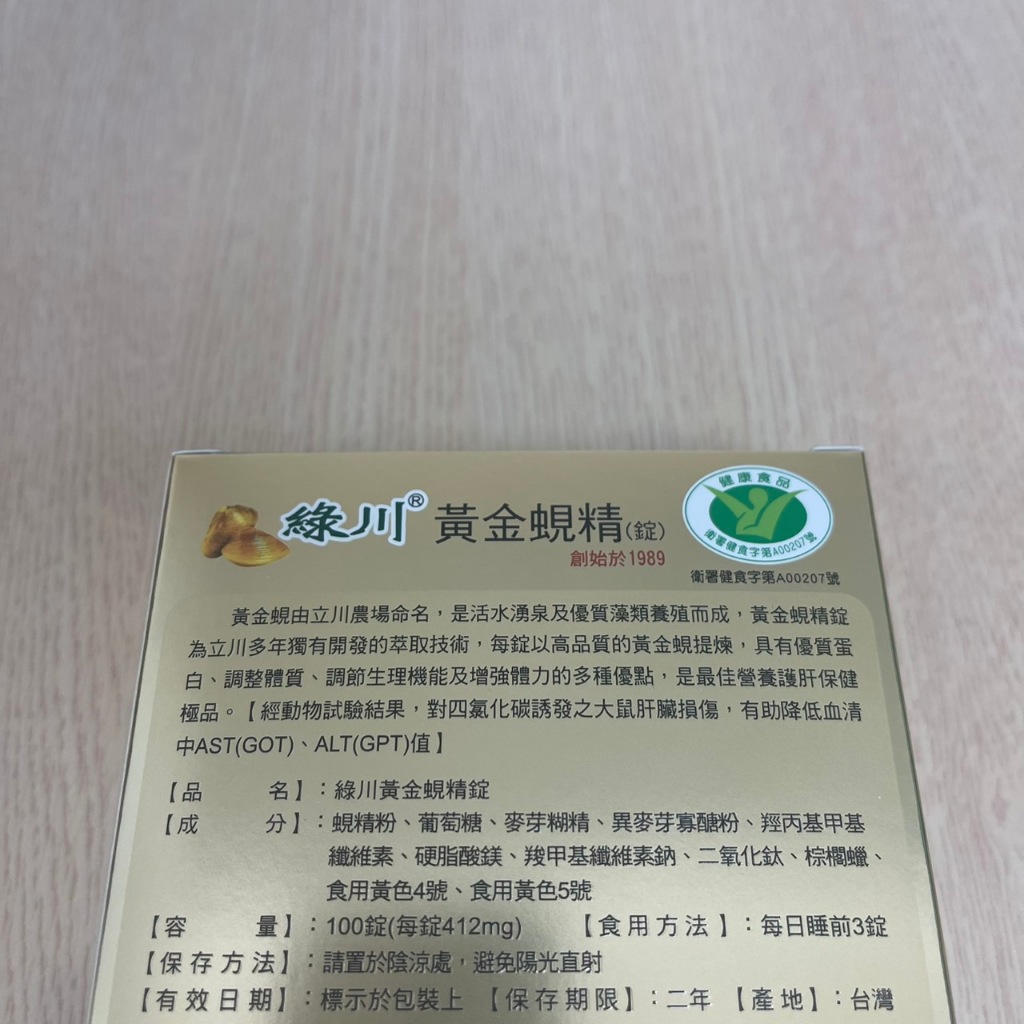 綠川® 黃金蜆精(錠)
創始於1989
健康食品
衛署健食字第A00207號
衛署健食字第A00207號
黃金蜆由立川農場命名，是活水湧泉及優質藻類養殖而成，黃金蜆精錠
為立川多年獨有開發的萃取技術，每錠以高品質的黃金蜆提煉，具有優質蛋
白、調整體質、調節生理機能及增強體力的多種優點，是最佳營養護肝保健
極品。【經動物試驗結果，對四氯化碳誘發之大鼠肝臟損傷，有助降低血清
中AST(GOT)、ALT(GPT)值】
【品名】：綠川黃金蜆精錠
【成分】：蜆精粉、葡萄糖、麥芽糊精、異麥芽寡醣粉、羥丙基甲基
纖維素、硬脂酸鎂、羧甲基纖維素鈉、二氧化鈦、棕櫚蠟、
食用黃色4號、食用黃色5號
【容量】：100錠(每錠412mg) 【食用方法】：每日睡前3錠
【保存方法】：請置於陰涼處，避免陽光直射
【有效日期】：標示於包裝上 【保存期限】：二年 【產地】：台灣